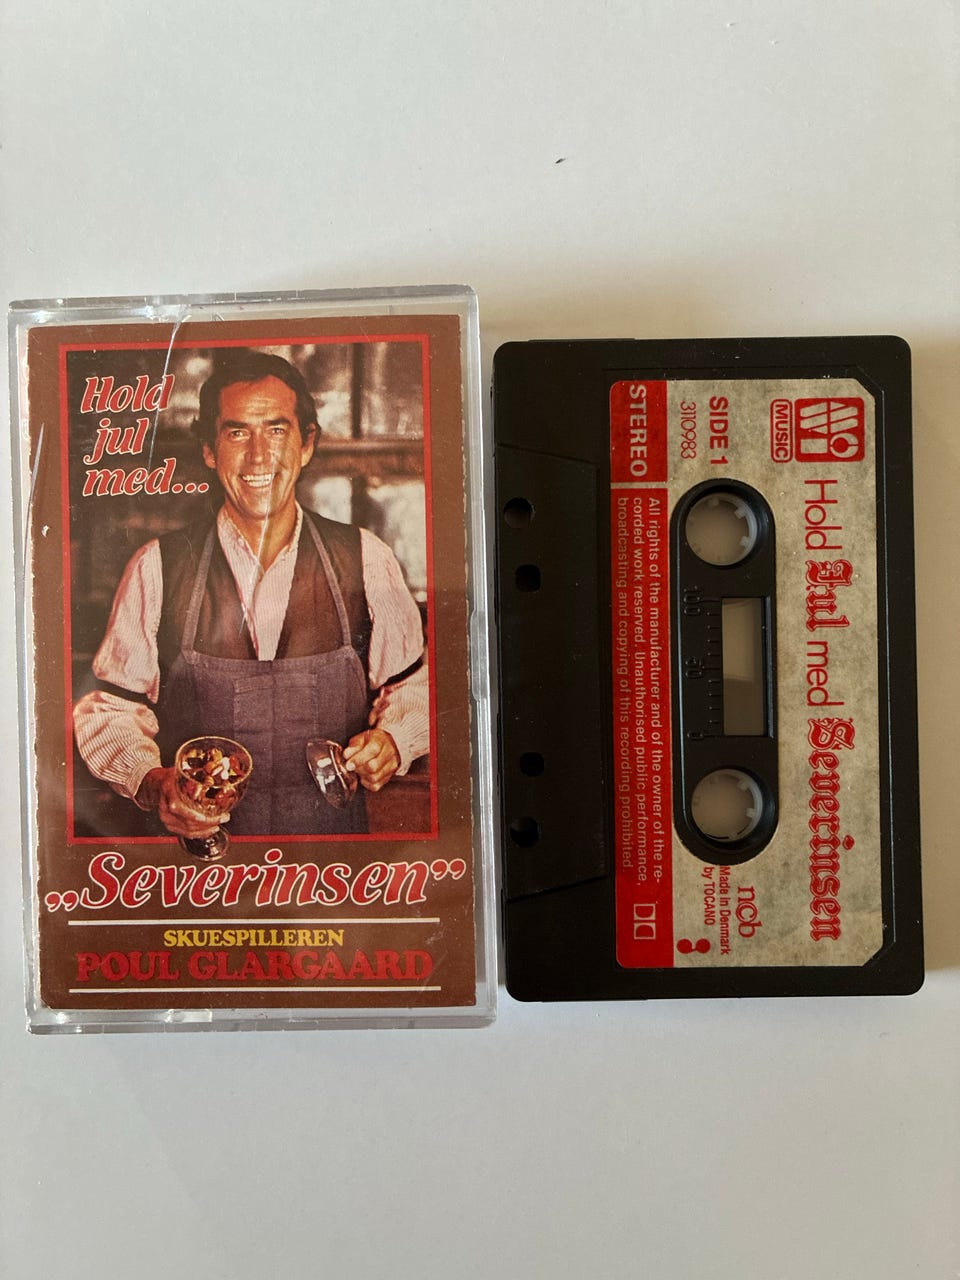 Hold
jul
med...
„Severinsen”
SKUESPILLEREN
POUL GLARGAARD
MUSIC
Hold Jul med Severinsen
SIDE 1
3110983
STEREO
100
50
0
ncb
Made in Denmark
by TOCANO
All rights of the manufacturer and of the owner of the re-
corded work reserved. Unauthorised public performance,
broadcasting and copying of this recording prohibited.